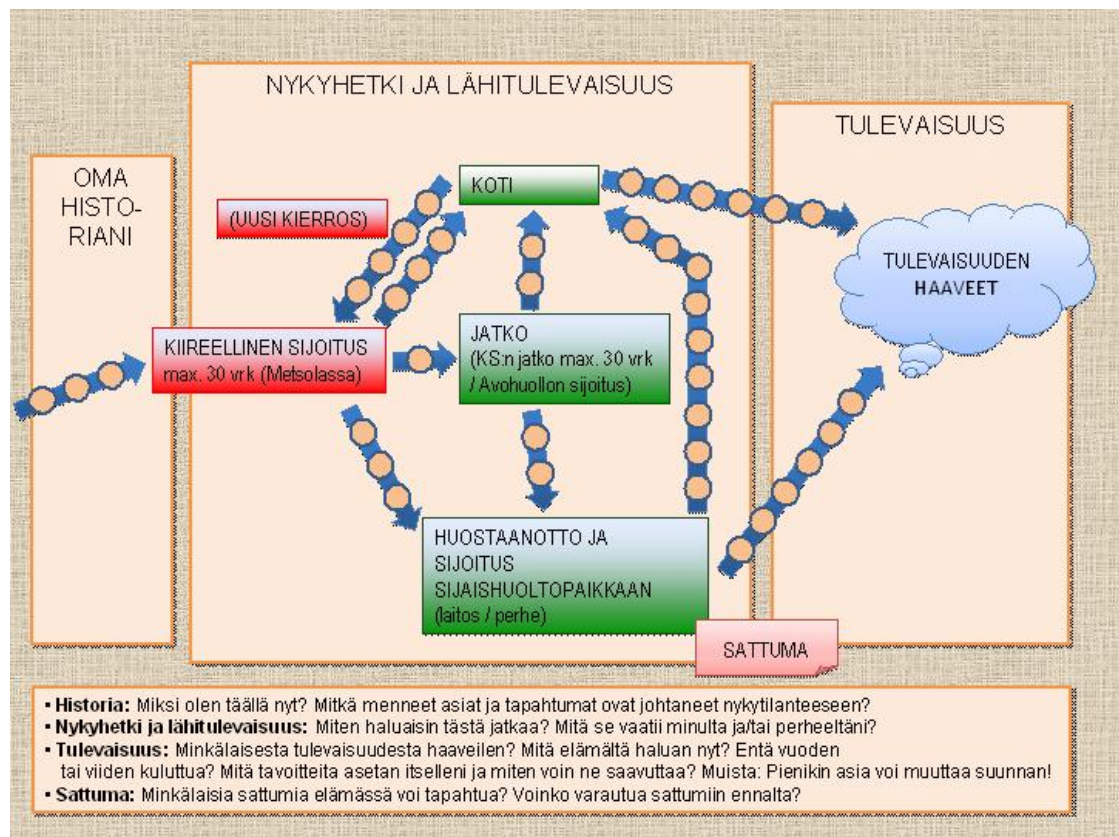 NYKYHETKI JA LÄHITULEVAISUUS
TULEVAISUUS
OMA
HISTO-
RIANI
KOTI
(UUSI KIERROS)
TULEVAISUUDEN
HAAVEET
KIIREELLINEN SIJOITUS
max. 30 vrk (Metsolassa)
JATKO
(KS:n jatko max. 30 vrk
/ Avohuollon sijoitus)
HUOSTAANOTTO JA
SIJOITUS
SIJAISHUOLTOPAIKKAAN
(laitos / perhe)
SATTUMA
▪ Historia: Miksi olen täällä nyt? Mitkä menneet asiat ja tapahtumat ovat johtaneet nykytilanteeseen?
▪ Nykyhetki ja lähitulevaisuus: Miten haluaisin tästä jatkaa? Mitä se vaatii minulta ja/tai perheeltäni?
▪ Tulevaisuus: Minkälaisesta tulevaisuudesta haaveilen? Mitä elämältä haluan nyt? Entä vuoden
tai viiden kuluttua? Mitä tavoitteita asetan itselleni ja miten voin ne saavuttaa? Muista: Pienikin asia voi muuttaa suunnan!
▪ Sattuma: Minkälaisia sattumia elämässä voi tapahtua? Voinko varautua sattumiin ennalta?